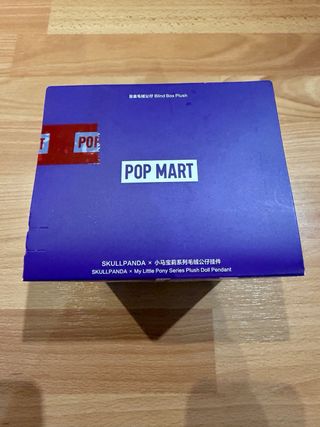 盲盒毛绒公仔 Blind Box Plush
T POP
POP MART
SKULLPANDA × 小马宝莉系列毛绒公仔挂件
SKULLPANDA × My Little Pony Series Plush Doll Pendant